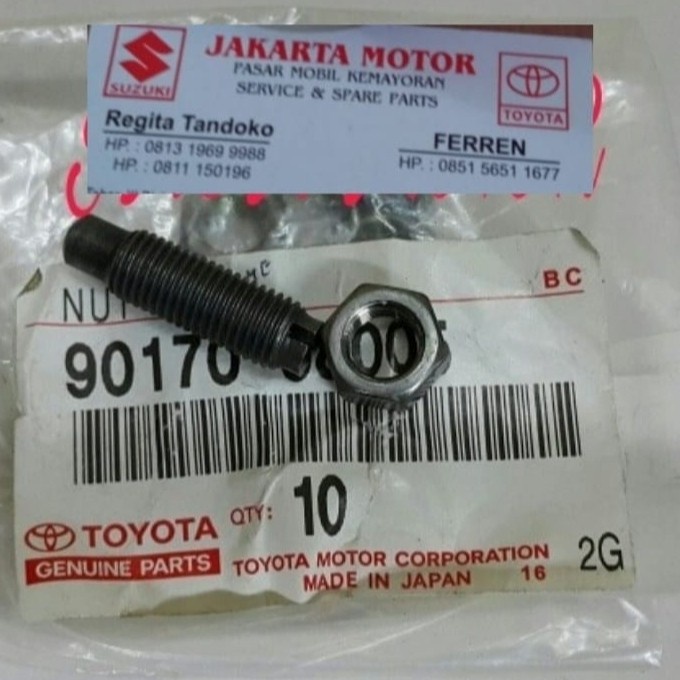 JAKARTA MOTOR
PASAR MOBIL KEMAYORAN
SERVICE & SPARE PARTS
SUZUKI
TOYOTA
Regita Tandoko
HP. : 0813 1969 9988
HP. : 0811 150196
FERREN
HP. : 0851 5651 1677
BC
NUT
90170
TOYOTA
GENUINE PARTS
QTY: 10
TOYOTA MOTOR CORPORATION
MADE IN JAPAN 16
2G